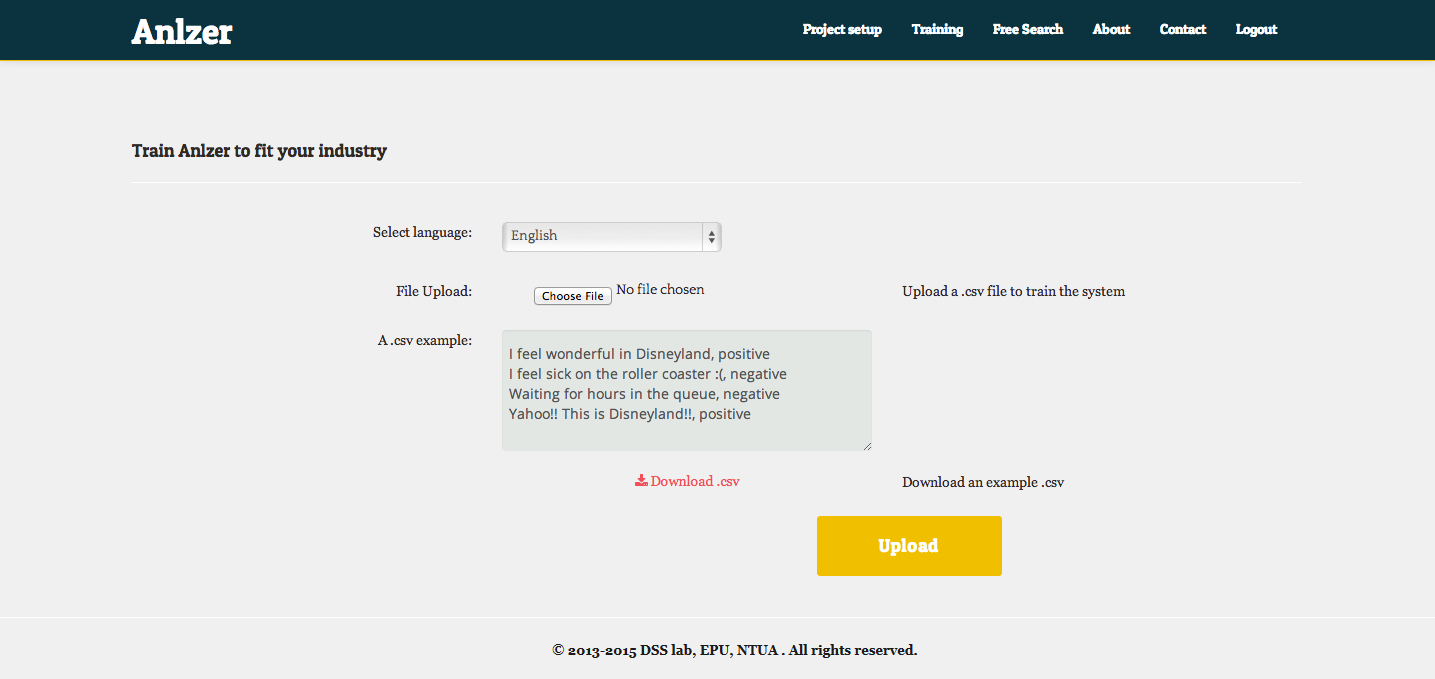 Anlzer
Project setup Training Free Search About Contact Logout
Train Anlzer to fit your industry
Select language: English
File Upload: Choose File No file chosen Upload a .csv file to train the system
A .csv example:
I feel wonderful in Disneyland, positive
I feel sick on the roller coaster :(, negative
Waiting for hours in the queue, negative
Yahoo!! This is Disneyland!!, positive
Download .csv Download an example .csv
Upload
© 2013-2015 DSS lab, EPU, NTUA . All rights reserved.